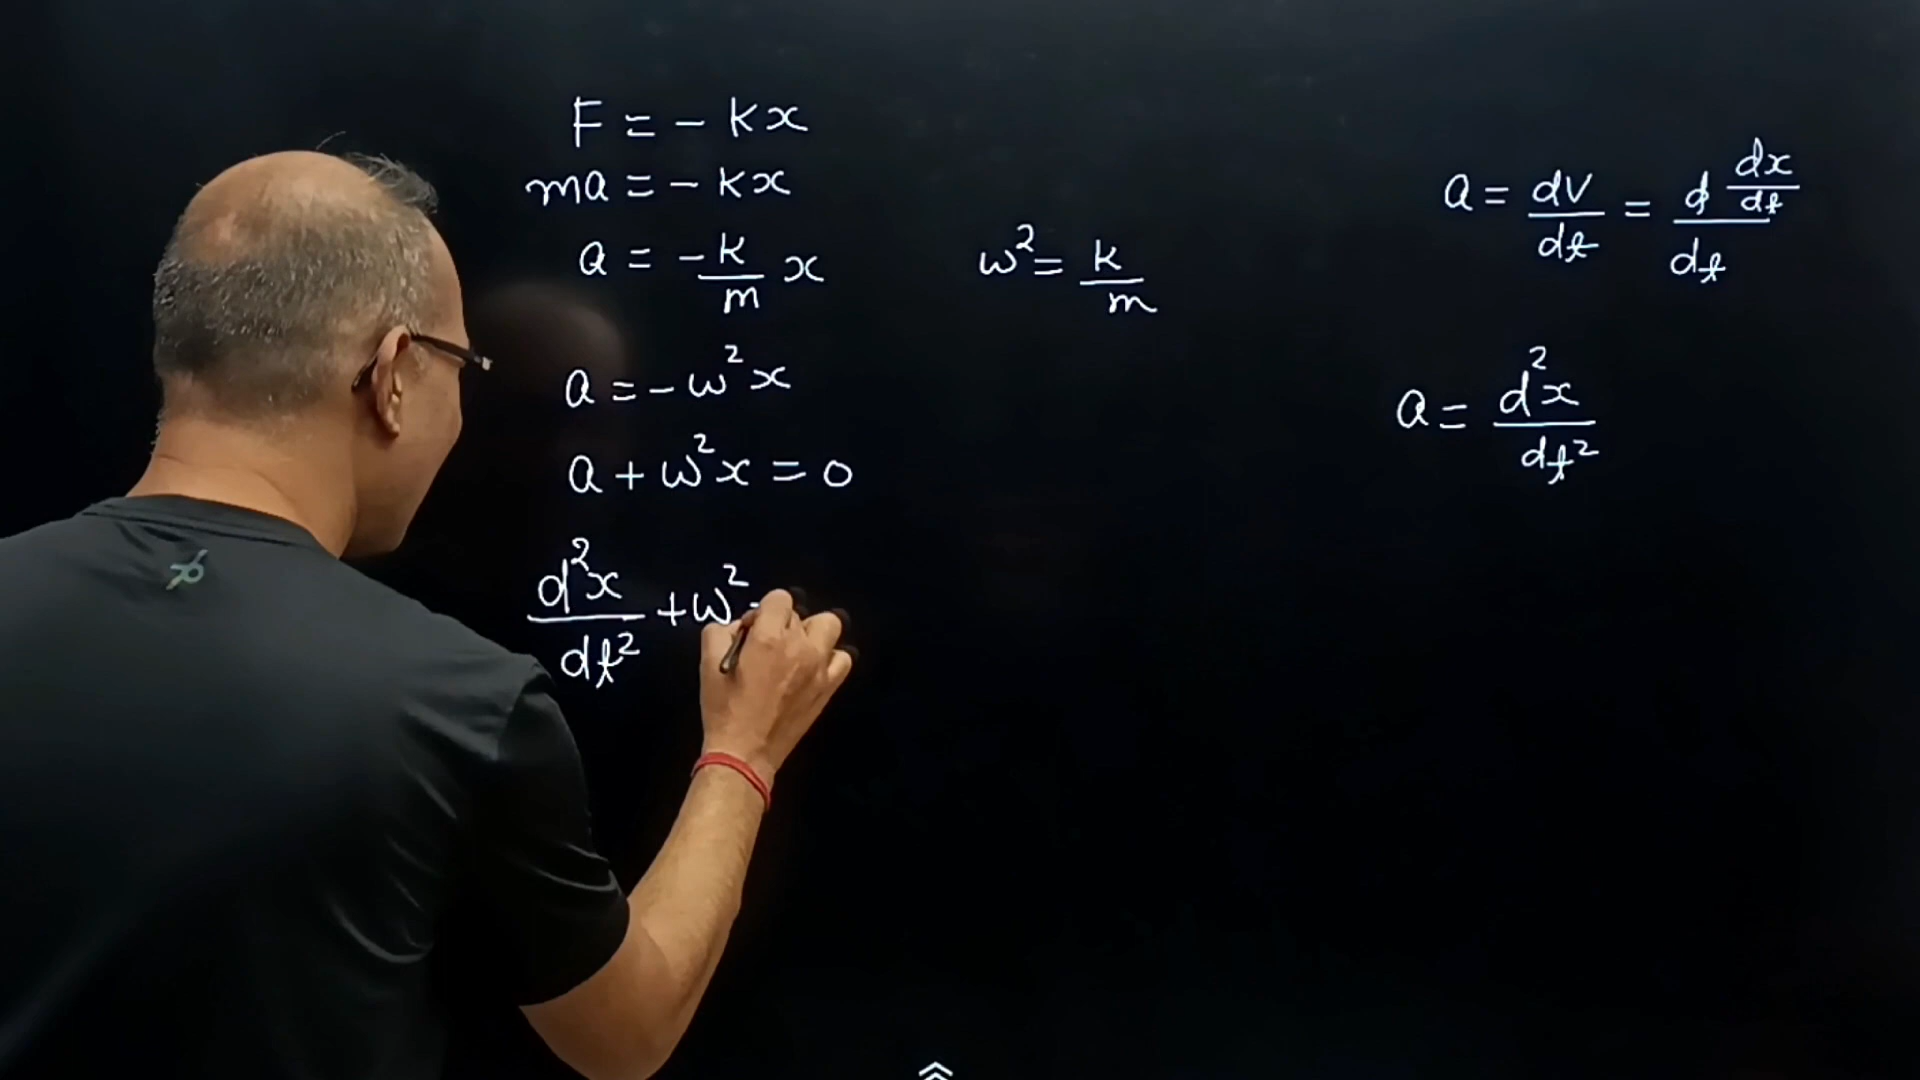 F = - kx
ma = - kx
a = - k/m x
ω² = k/m
a = - ω²x
a + ω²x = 0
d²x/dt² + ω²
a = dv/dt = d dx/dt / dt
a = d²x/dt²